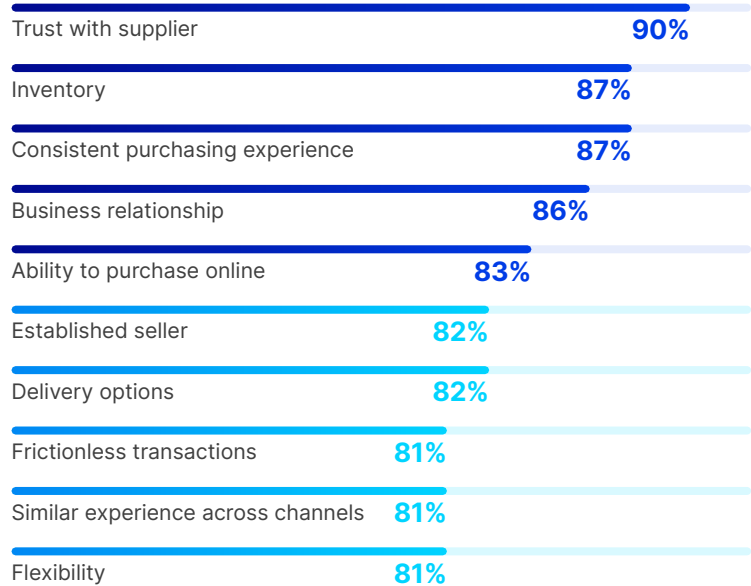 Trust with supplier 90%
Inventory 87%
Consistent purchasing experience 87%
Business relationship 86%
Ability to purchase online 83%
Established seller 82%
Delivery options 82%
Frictionless transactions 81%
Similar experience across channels 81%
Flexibility 81%